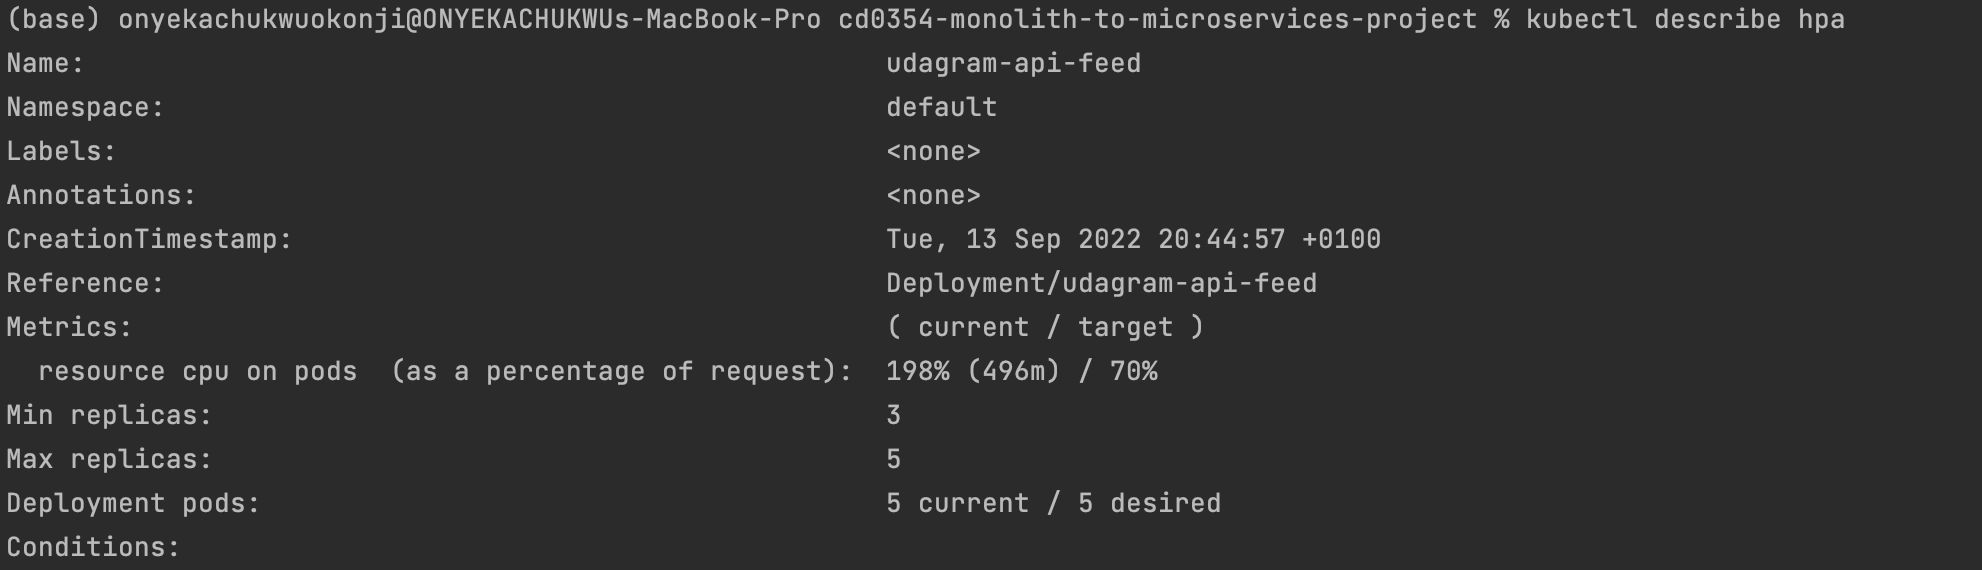 (base) onyekachukwuokonji@ONYEKACHUKWUs-MacBook-Pro cd0354-monolith-to-microservices-project % kubectl describe hpa
Name:                                                  udagram-api-feed
Namespace:                                             default
Labels:                                                <none>
Annotations:                                           <none>
CreationTimestamp:                                     Tue, 13 Sep 2022 20:44:57 +0100
Reference:                                             Deployment/udagram-api-feed
Metrics:                                               ( current / target )
  resource cpu on pods  (as a percentage of request):  198% (496m) / 70%
Min replicas:                                          3
Max replicas:                                          5
Deployment pods:                                       5 current / 5 desired
Conditions: